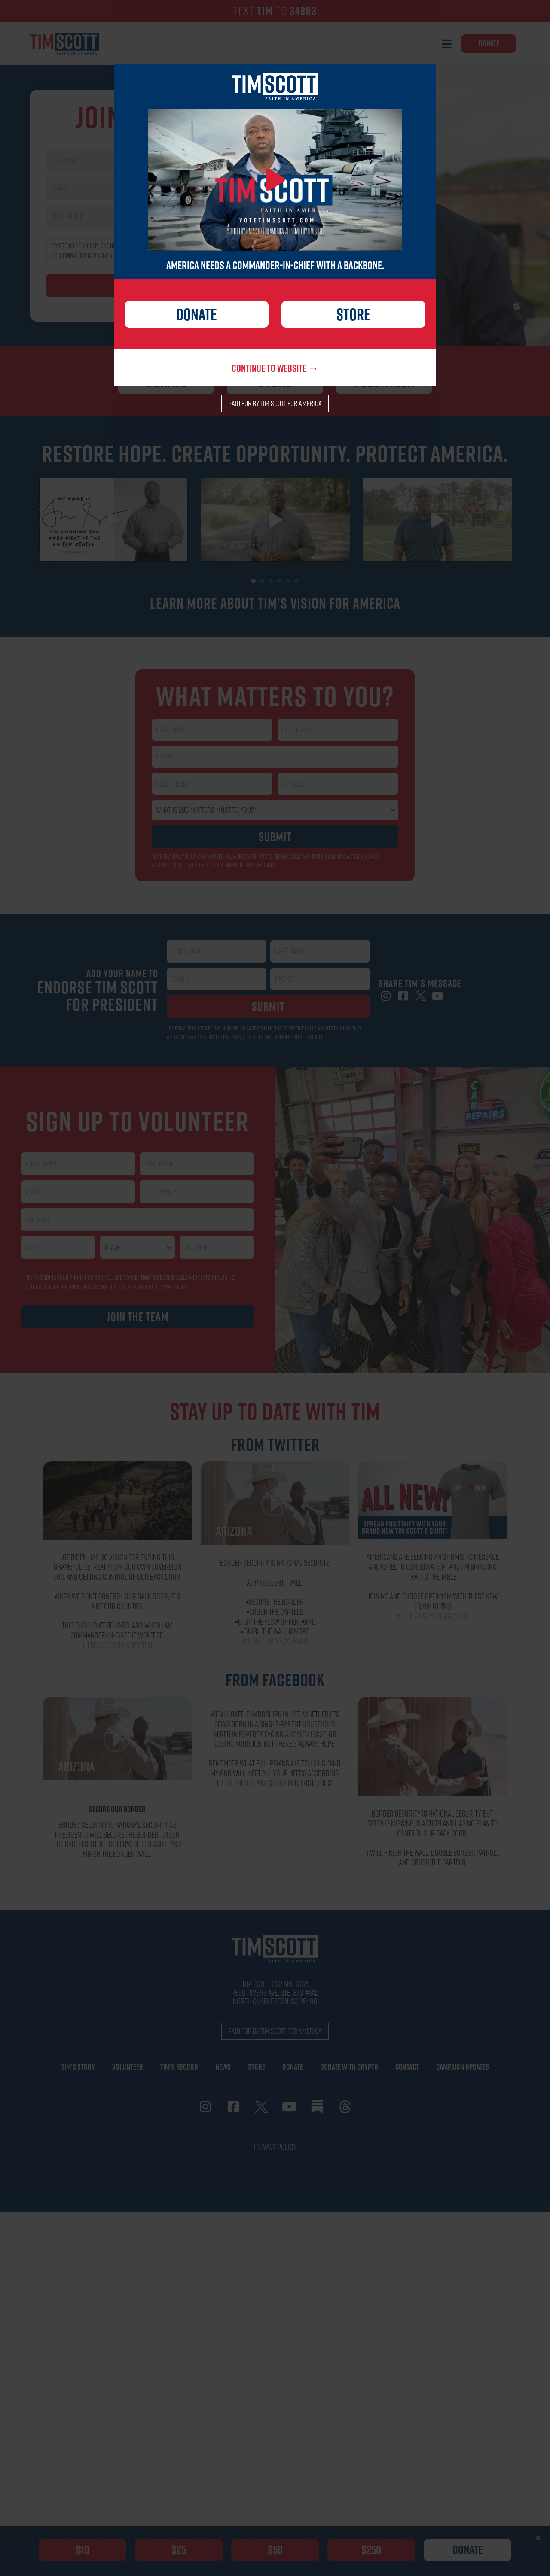 TEXT TIM TO 34883
TIM SCOTT
DONATE
JOIN
TIM SCOTT
FAITH IN AMERICA
TIM SCOTT
FAITH IN AMERICA
VOTETIMSCOTT.COM
PAID FOR BY TIM SCOTT FOR AMERICA. APPROVED BY TIM SCOTT.
AMERICA NEEDS A COMMANDER-IN-CHIEF WITH A BACKBONE.
DONATE
STORE
CONTINUE TO WEBSITE →
PAID FOR BY TIM SCOTT FOR AMERICA
RESTORE HOPE. CREATE OPPORTUNITY. PROTECT AMERICA.
MY NAME IS
I'M RUNNING FOR
PRESIDENT OF THE
UNITED STATES
LEARN MORE ABOUT TIM'S VISION FOR AMERICA
WHAT MATTERS TO YOU?
FIRST NAME LAST NAME
EMAIL
CELL PHONE ZIP CODE
WHAT ISSUE MATTERS MOST TO YOU?*
SUBMIT
ADD YOUR NAME TO
ENDORSE TIM SCOTT
FOR PRESIDENT
FIRST NAME LAST NAME
EMAIL PHONE
SUBMIT
SHARE TIM'S MESSAGE
SIGN UP TO VOLUNTEER
FIRST NAME LAST NAME
ADDRESS
CITY STATE ZIP CODE
JOIN THE TEAM
CAR
REPAIRS
STAY UP TO DATE WITH TIM
FROM TWITTER
JOE BIDEN HAS NO VISION FOR ENDING THIS
SHAMEFUL RETREAT FROM OUR OWN SOVEREIGN
SOIL AND GETTING CONTROL OF OUR BACK DOOR.
WHEN WE DON'T CONTROL OUR BACK DOOR, IT'S
NOT OUR COUNTRY.
THIS SHOULDN'T BE HARD. AND WHEN I AM
COMMANDER-IN-CHIEF, IT WON'T BE.
ARIZONA
BORDER SECURITY IS NATIONAL SECURITY.
AS PRESIDENT, I WILL:
•SECURE THE BORDER
•CRUSH THE CARTELS
•STOP THE FLOW OF FENTANYL
•FINISH THE WALL & MORE
ALL NEW!
SPREAD POSITIVITY WITH YOUR
BRAND NEW TIM SCOTT T-SHIRT!
AMERICANS ARE SEEKING AN OPTIMISTIC MESSAGE
ANCHORED IN CONSERVATISM, AND I'M BRINGING
THAT TO THE TABLE.
JOIN ME AND CHOOSE OPTIMISM WITH THESE NEW
T-SHIRTS! 🇺🇸
FROM FACEBOOK
ARIZONA
SECURE OUR BORDER
BORDER SECURITY IS NATIONAL SECURITY. AS
PRESIDENT, I WILL SECURE THE BORDER, CRUSH
THE CARTELS, STOP THE FLOW OF FENTANYL, AND
FINISH THE BORDER WALL.
WE ALL BATTLE HARDSHIPS IN LIFE, WHETHER IT'S
BEING BORN IN A SINGLE-PARENT HOUSEHOLD
MIRED IN POVERTY, FACING A HEALTH ISSUE, OR
LOSING YOUR JOB. BUT THERE'S ALWAYS HOPE.
REMEMBER WHAT PHILIPPIANS 4:19 TELLS US: "AND
MY GOD WILL MEET ALL YOUR NEEDS ACCORDING
TO THE RICHES AND GLORY IN CHRIST JESUS."
BORDER SECURITY IS NATIONAL SECURITY, BUT
BIDEN IS MISSING IN ACTION AND HAS NO PLAN TO
CONTROL OUR BACK DOOR.
I WILL FINISH THE WALL, DOUBLE BORDER PATROL,
AND CRUSH THE CARTELS.
TIM SCOTT
FAITH IN AMERICA
TIM SCOTT FOR AMERICA
7620 RIVERS AVE, STE. 370 #912
NORTH CHARLESTON, SC 29406
PAID FOR BY TIM SCOTT FOR AMERICA
TIM'S STORY VOLUNTEER TIM'S RECORD NEWS STORE DONATE DONATE WITH CRYPTO CONTACT CAMPAIGN UPDATES
PRIVACY POLICY
$10 $25 $50 $250 DONATE